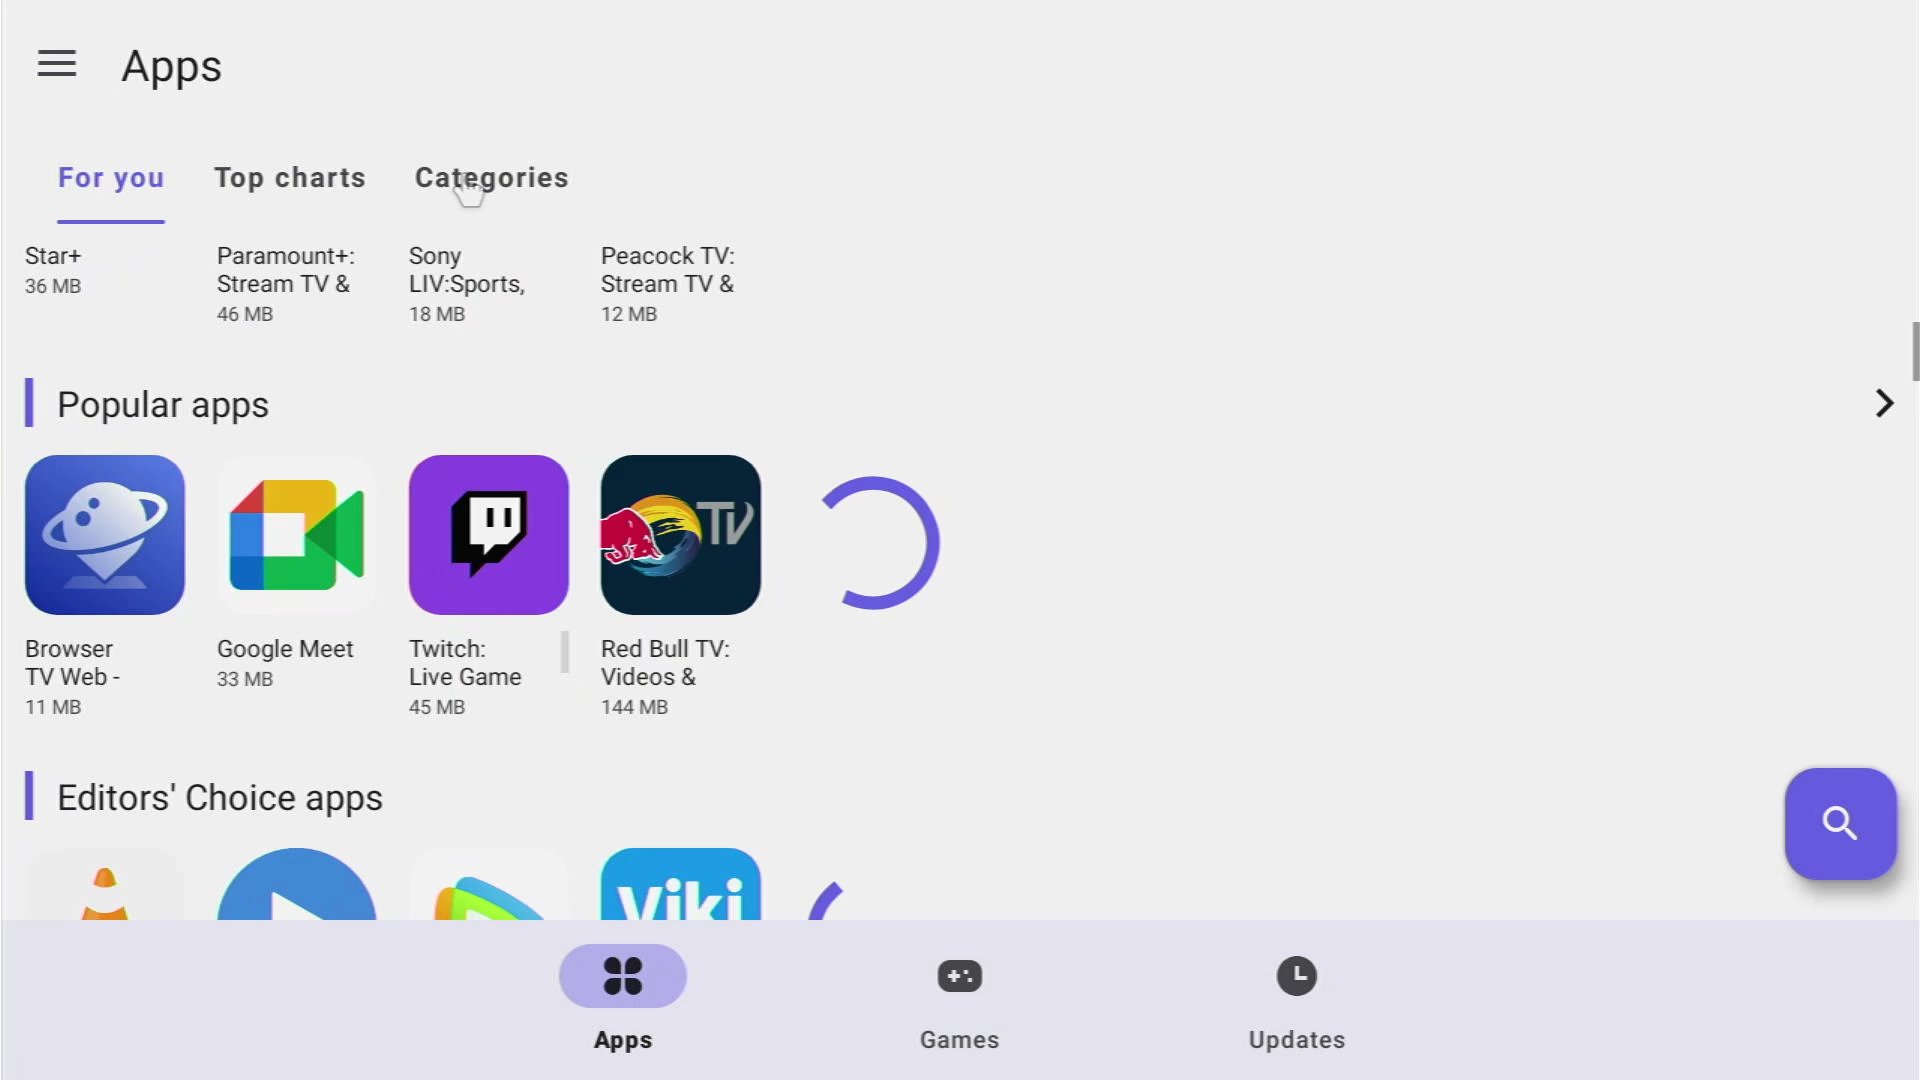 Apps
For you Top charts Categories
Star+
36 MB
Paramount+:
Stream TV &
46 MB
Sony
LIV:Sports,
18 MB
Peacock TV:
Stream TV &
12 MB
Popular apps
TV
Browser
TV Web -
11 MB
Google Meet
33 MB
Twitch:
Live Game
45 MB
Red Bull TV:
Videos &
144 MB
Editors' Choice apps
Viki
Apps
Games
Updates